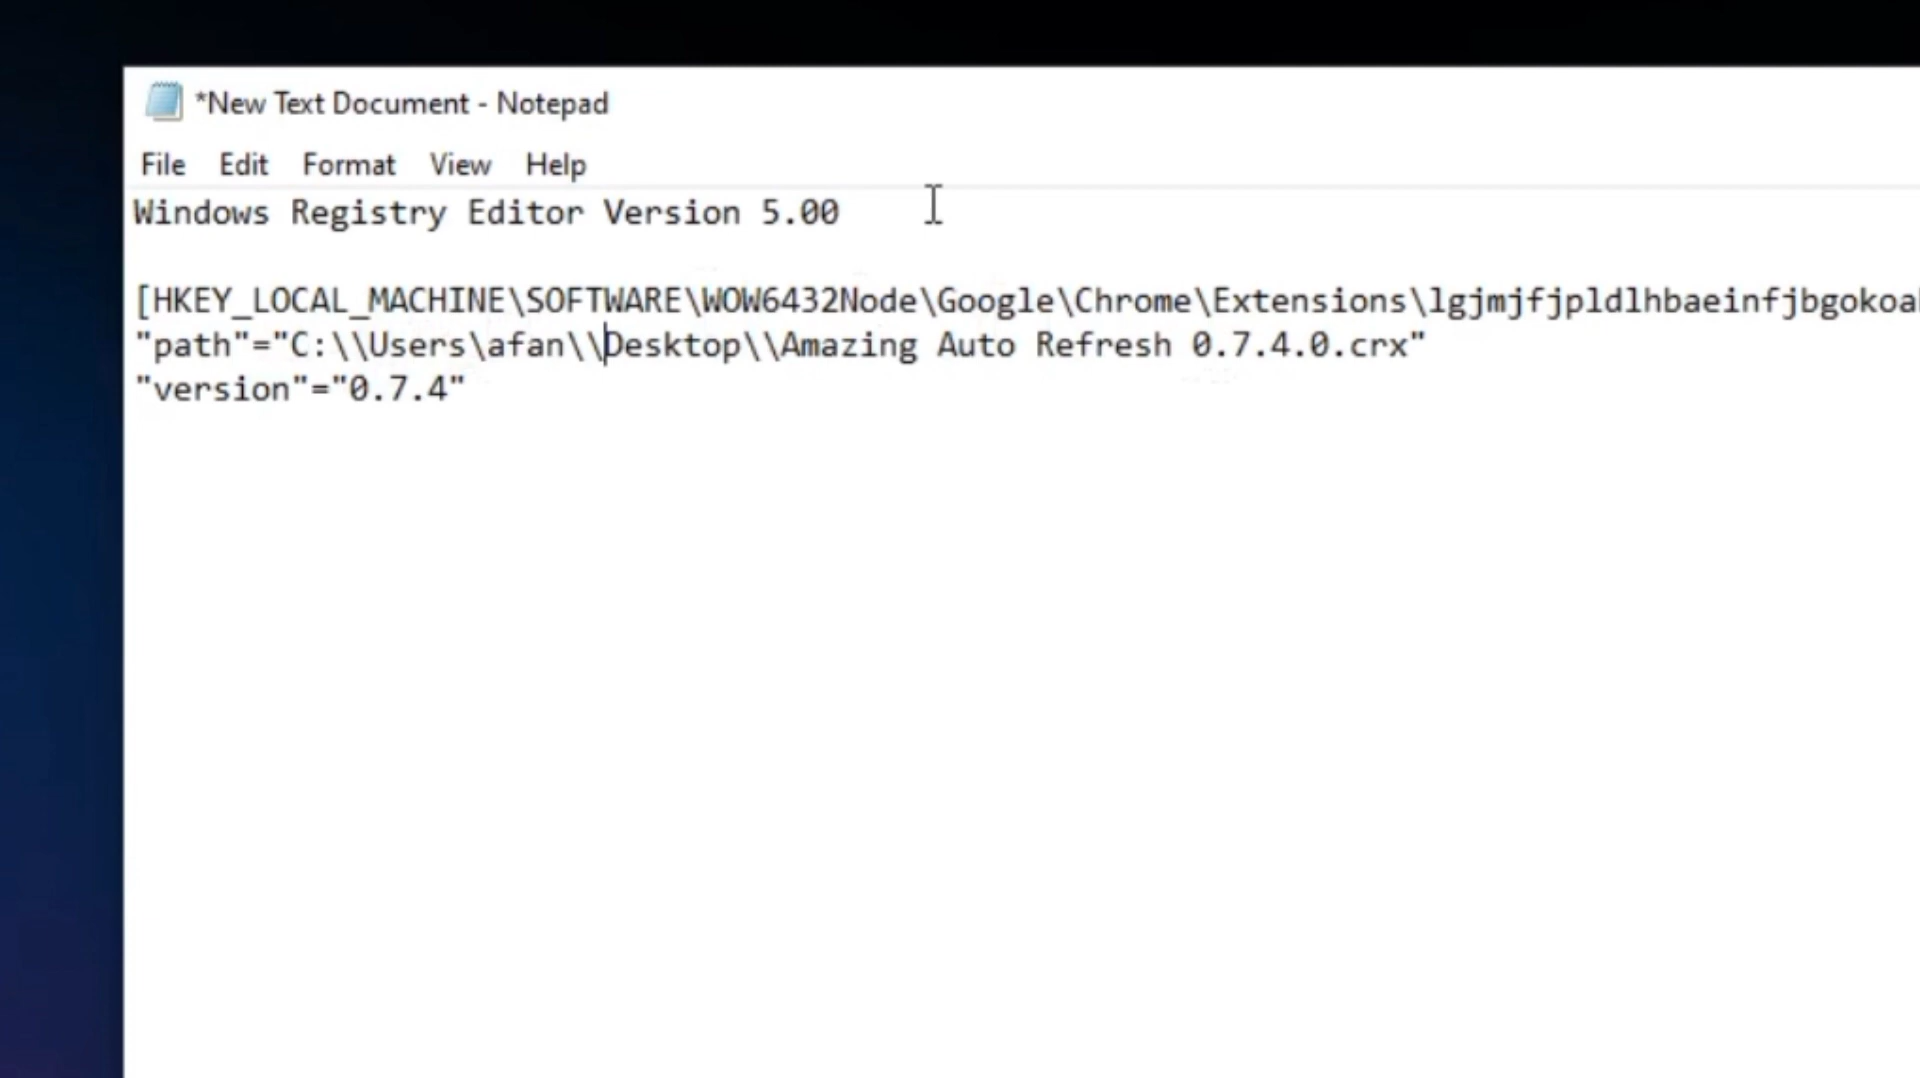 *New Text Document - Notepad
File Edit Format View Help
Windows Registry Editor Version 5.00
[HKEY_LOCAL_MACHINE\SOFTWARE\WOW6432Node\Google\Chrome\Extensions\lgjmjfjpldlhbaeinfjbgokoa
"path"="C:\\Users\afan\\Desktop\\Amazing Auto Refresh 0.7.4.0.crx"
"version"="0.7.4"